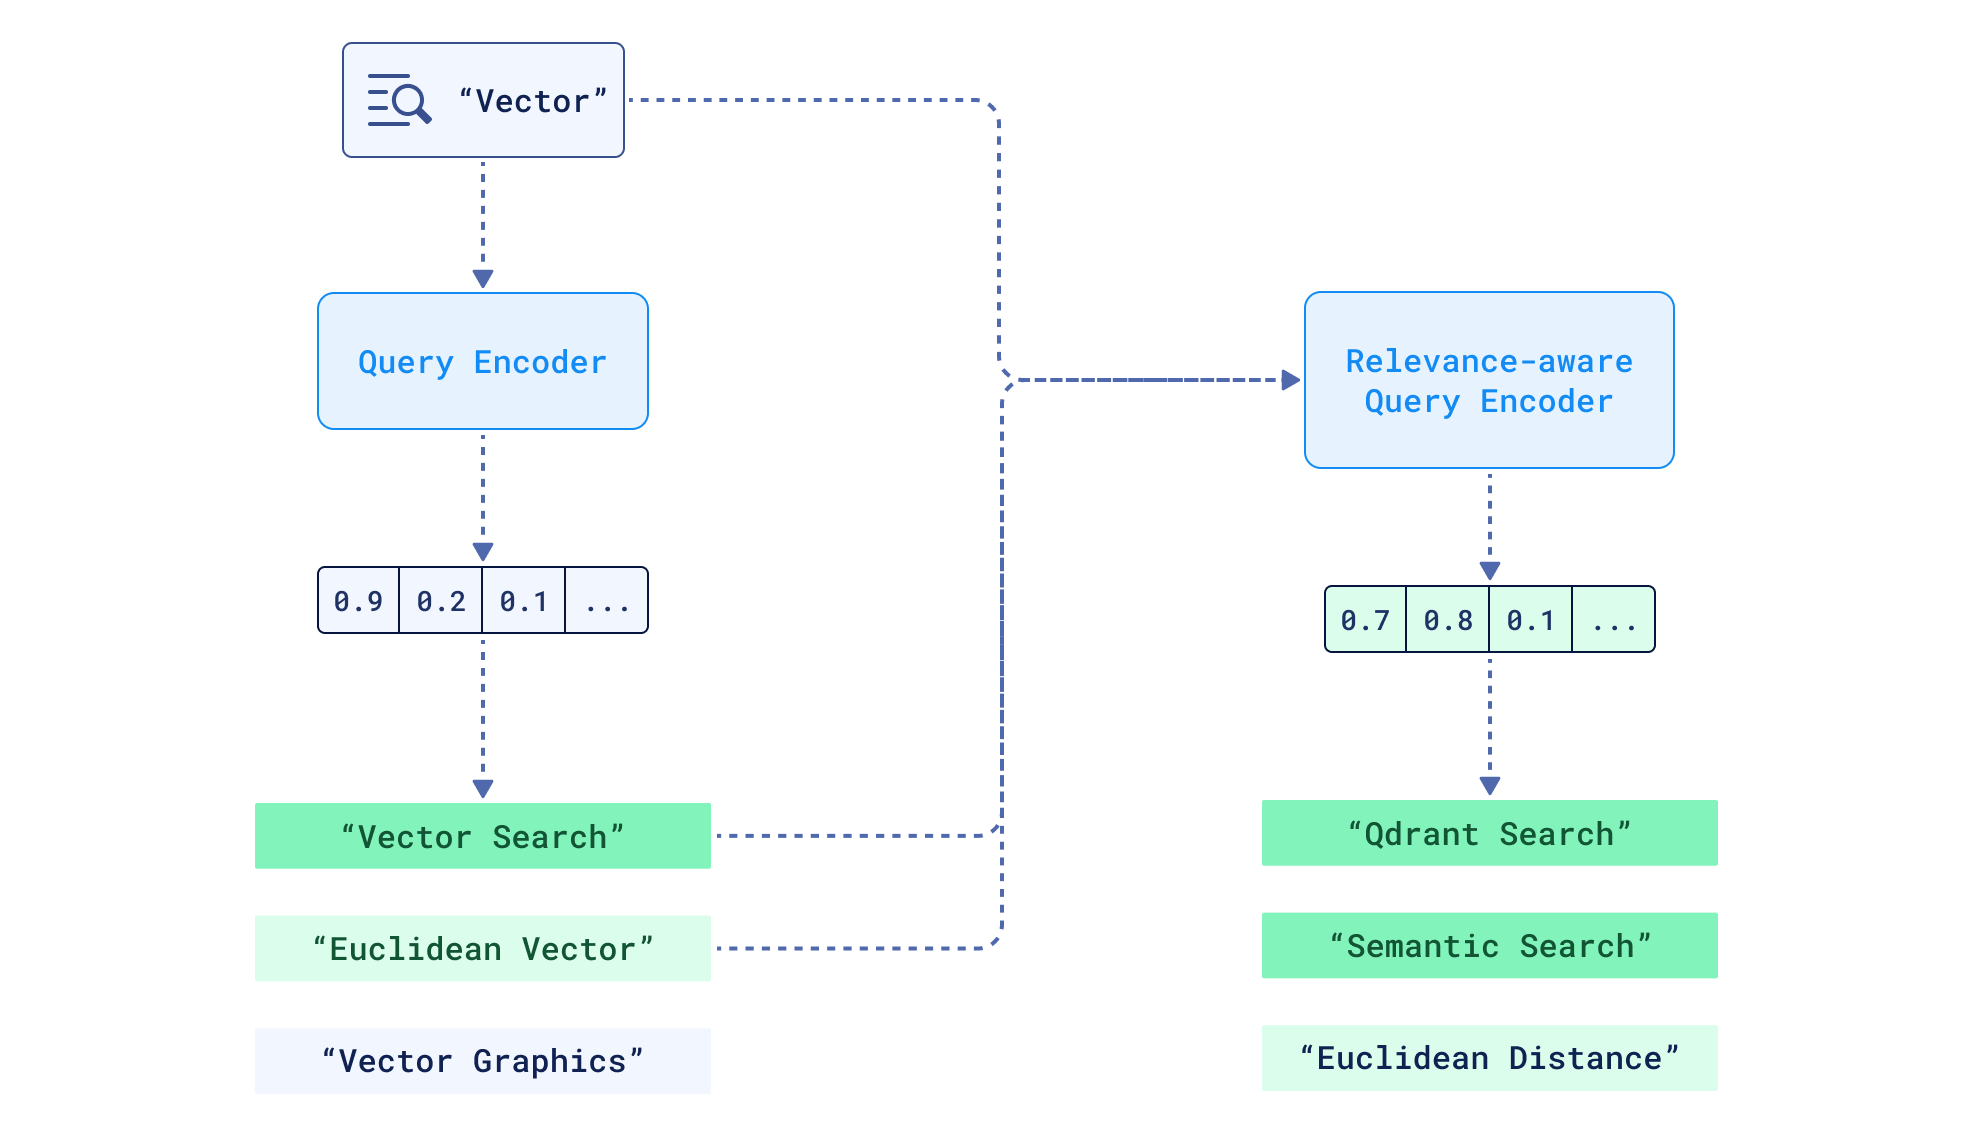 “Vector”
Query Encoder
0.9 0.2 0.1 ...
“Vector Search”
“Euclidean Vector”
“Vector Graphics”
Relevance-aware
Query Encoder
0.7 0.8 0.1 ...
“Qdrant Search”
“Semantic Search”
“Euclidean Distance”